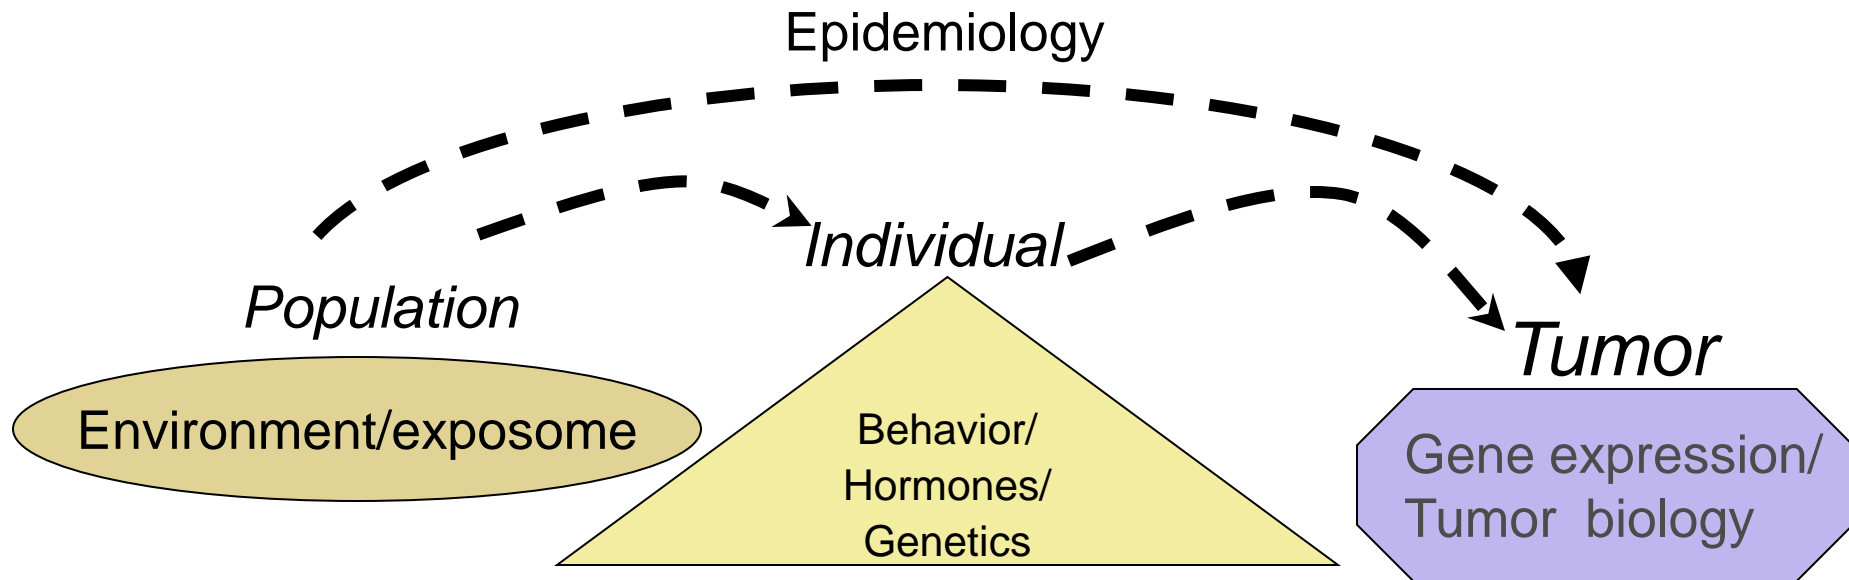 Epidemiology
Individual
Population
Tumor
Environment/exposome
Behavior/
Hormones/
Genetics
Gene expression/
Tumor biology